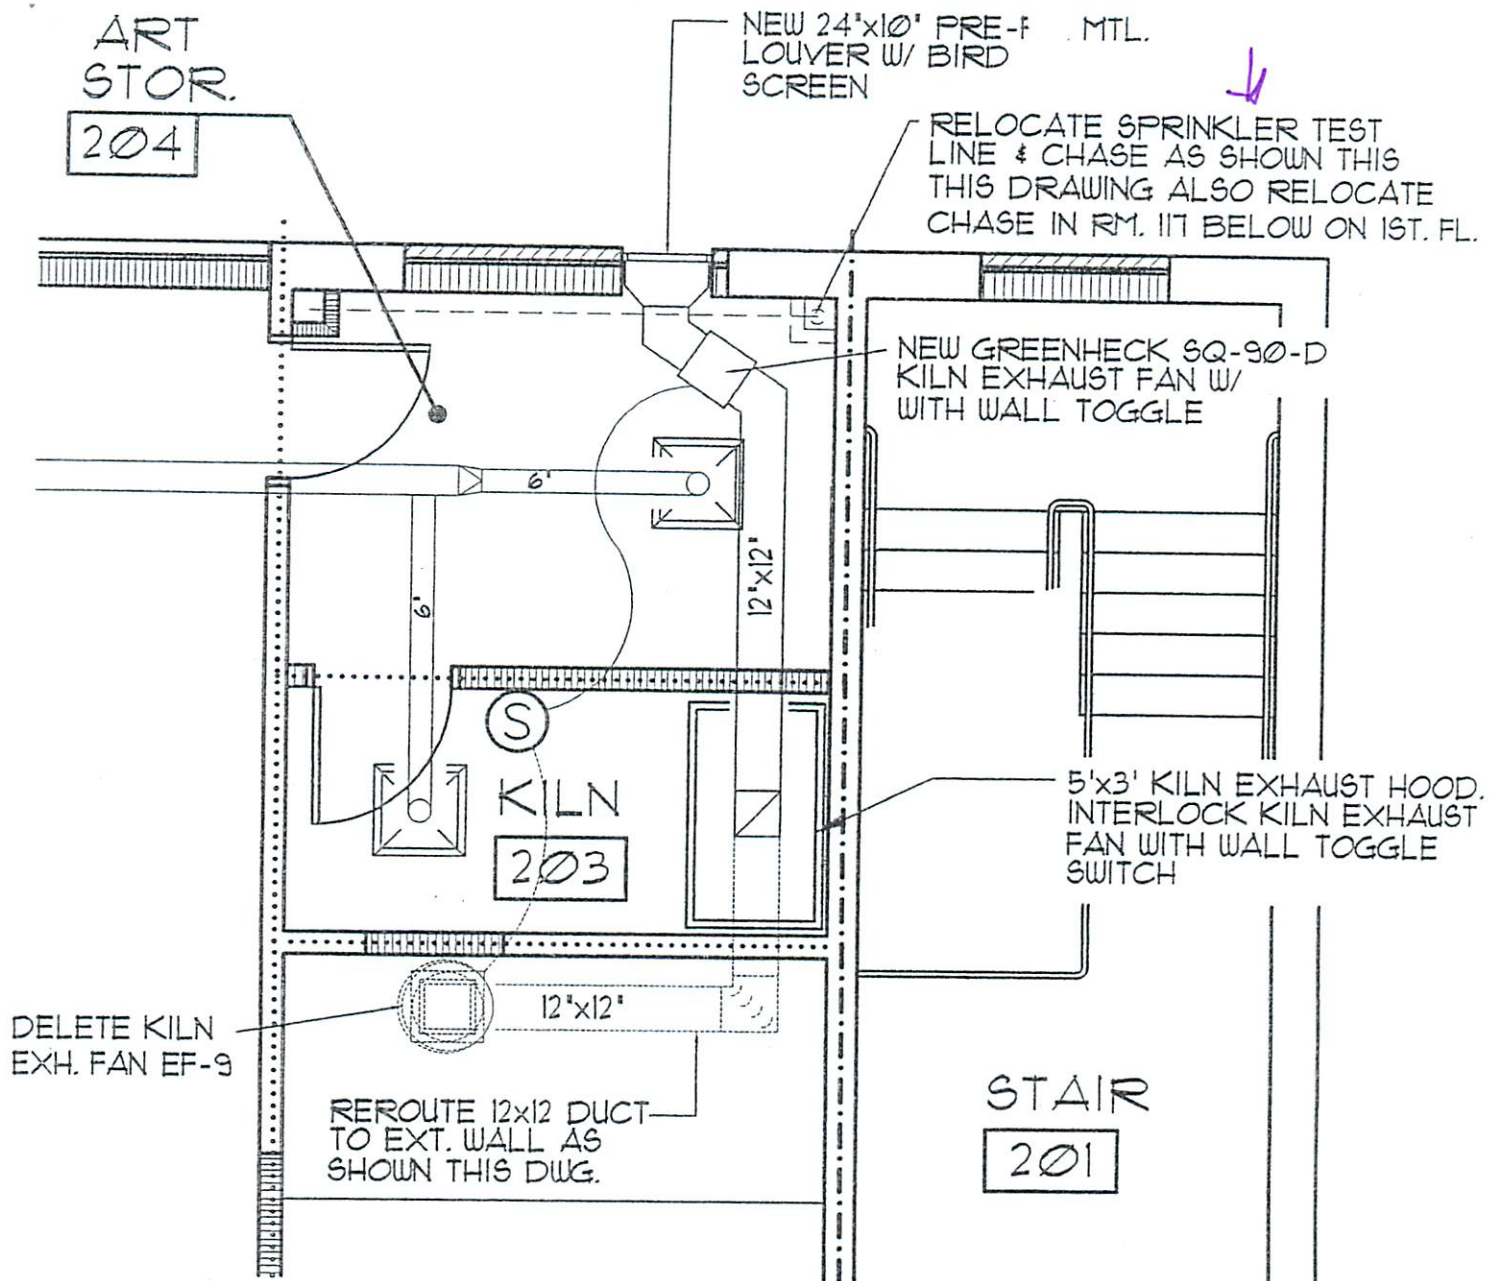 ART
STOR.
204
NEW 24"x10" PRE-F MTL.
LOUVER W/ BIRD
SCREEN
RELOCATE SPRINKLER TEST
LINE & CHASE AS SHOWN THIS
THIS DRAWING ALSO RELOCATE
CHASE IN RM. 117 BELOW ON 1ST. FL.
NEW GREENHECK SQ-90-D
KILN EXHAUST FAN W/
WITH WALL TOGGLE
6"
12"x12"
6"
S
KILN
203
5'x3' KILN EXHAUST HOOD.
INTERLOCK KILN EXHAUST
FAN WITH WALL TOGGLE
SWITCH
12"x12"
DELETE KILN
EXH. FAN EF-9
REROUTE 12x12 DUCT
TO EXT. WALL AS
SHOWN THIS DWG.
STAIR
201